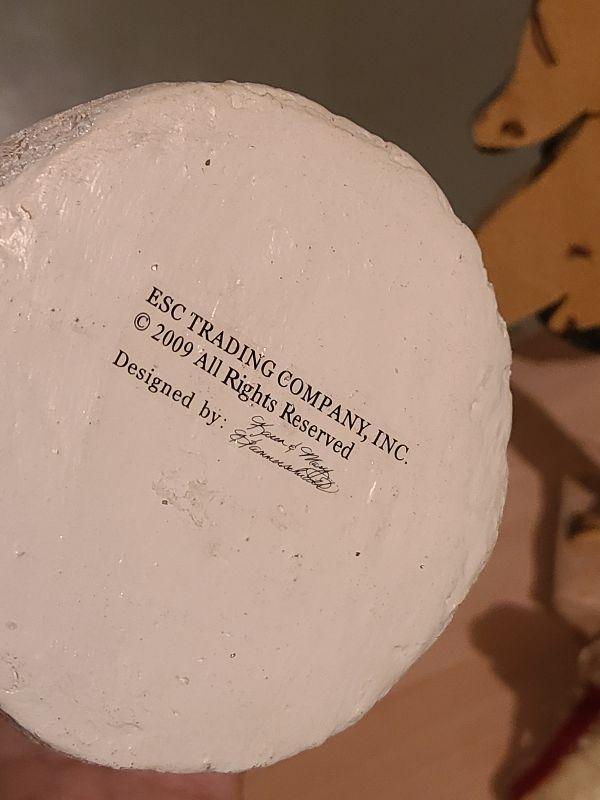 ESC TRADING COMPANY, INC.
© 2009 All Rights Reserved
Designed by: